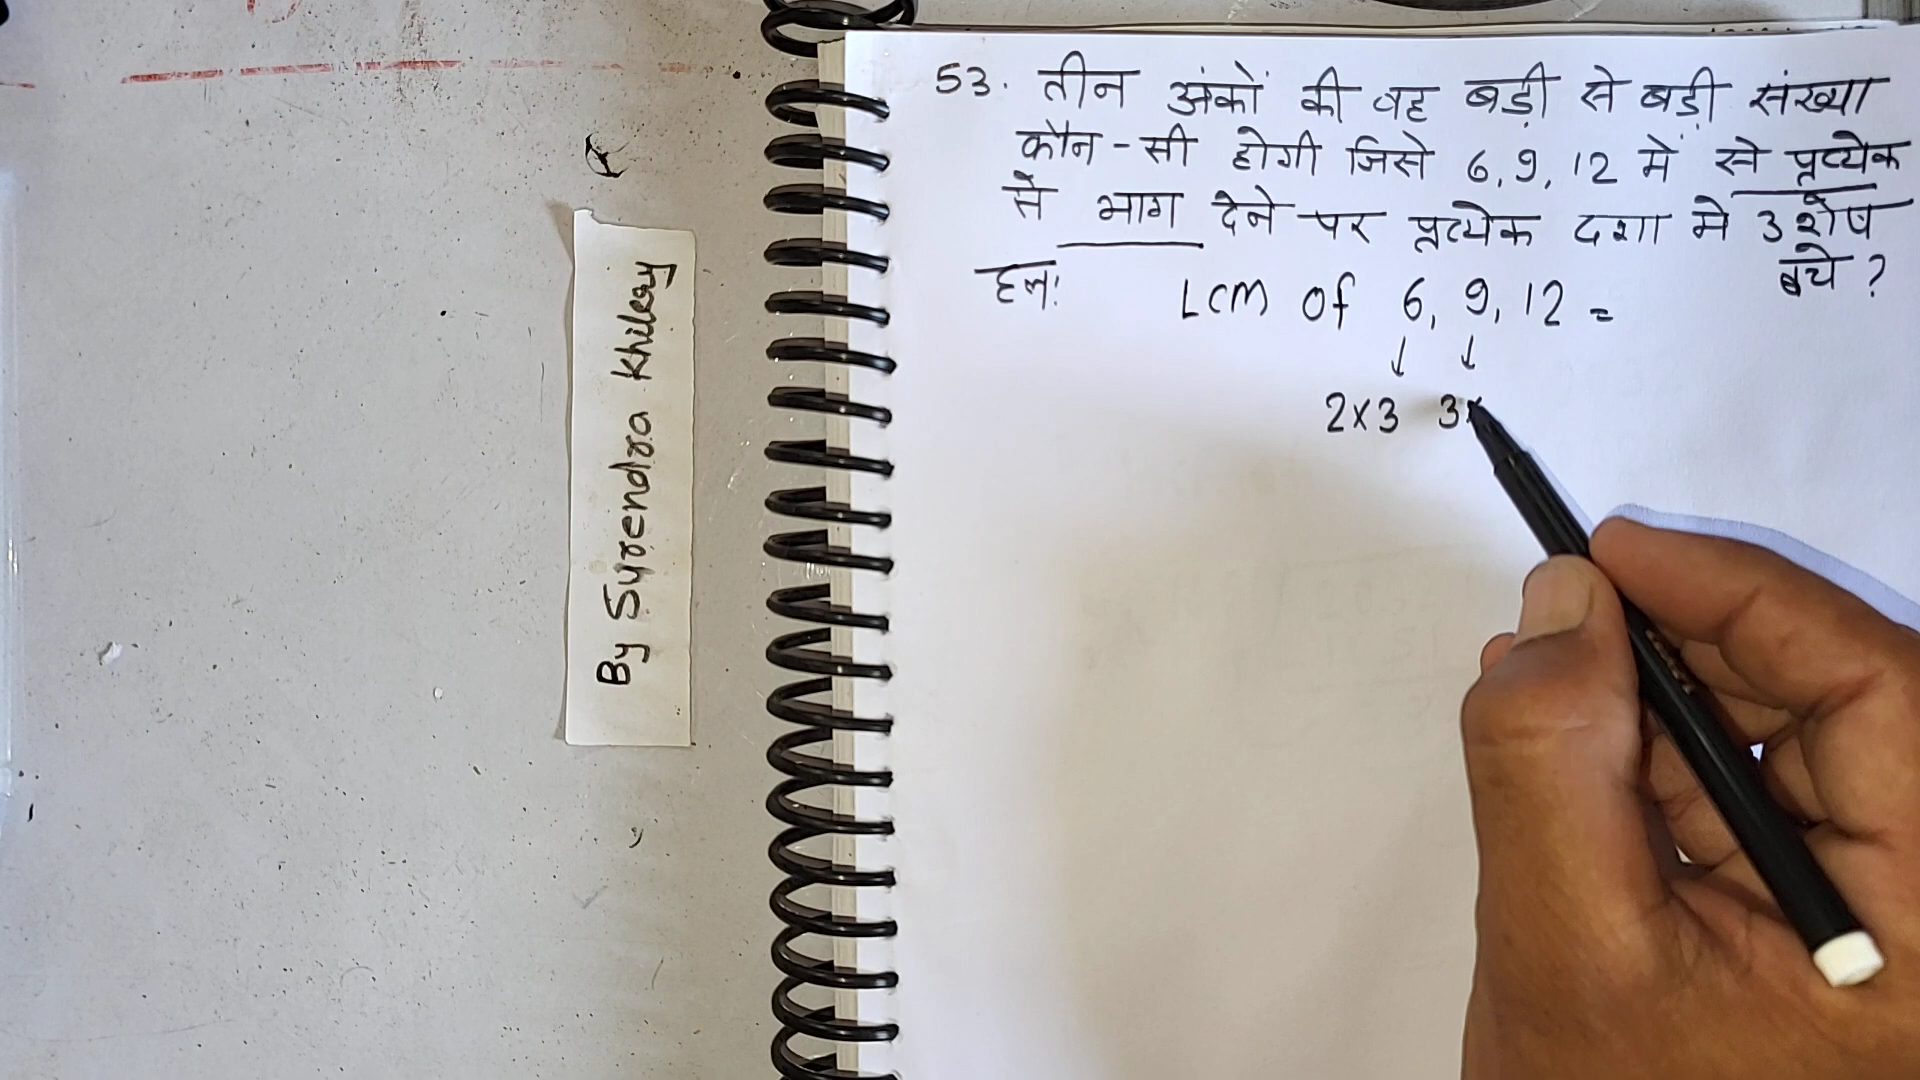 53. तीन अंकों की वह बड़ी से बड़ी संख्या
कौन-सी होगी जिसे 6, 9, 12 में से प्रत्येक
से भाग देने पर प्रत्येक दशा मे 3 शेष
बचे ?
हल: LCM Of 6, 9, 12 =
2×3 3×
By Surendra Khilery